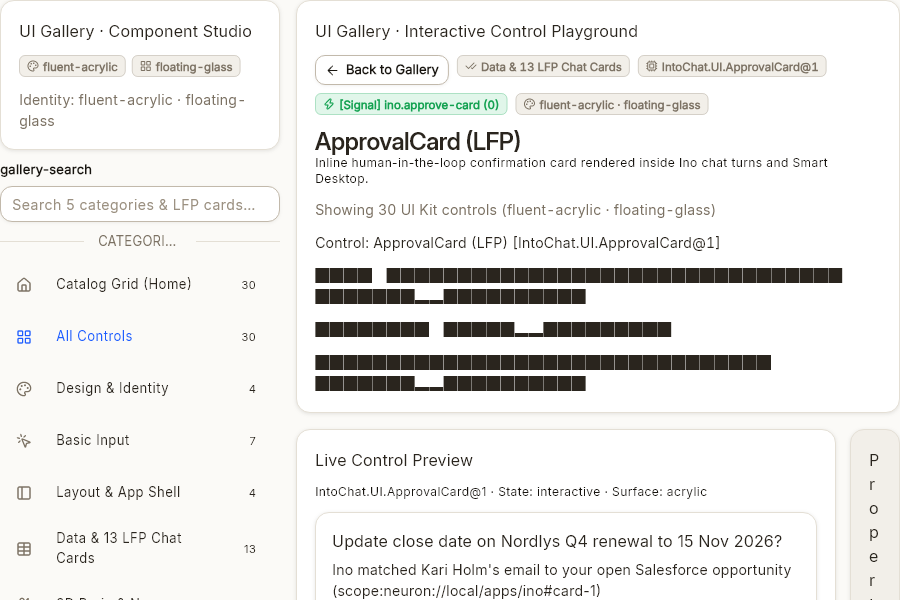 UI Gallery · Component Studio
fluent-acrylic
floating-glass
Identity: fluent-acrylic · floating-
glass
gallery-search
Search 5 categories & LFP cards...
CATEGORI...
Catalog Grid (Home) 30
All Controls 30
Design & Identity 4
Basic Input 7
Layout & App Shell 4
Data & 13 LFP Chat
Cards 13
UI Gallery · Interactive Control Playground
← Back to Gallery
Data & 13 LFP Chat Cards
IntoChat.UI.ApprovalCard@1
[Signal] ino.approve-card (0)
fluent-acrylic · floating-glass
ApprovalCard (LFP)
Inline human-in-the-loop confirmation card rendered inside Ino chat turns and Smart
Desktop.
Showing 30 UI Kit controls (fluent-acrylic · floating-glass)
Control: ApprovalCard (LFP) [IntoChat.UI.ApprovalCard@1]
Live Control Preview
IntoChat.UI.ApprovalCard@1 · State: interactive · Surface: acrylic
Update close date on Nordlys Q4 renewal to 15 Nov 2026?
Ino matched Kari Holm's email to your open Salesforce opportunity
(scope:neuron://local/apps/ino#card-1)
P
r
o
p
e
r